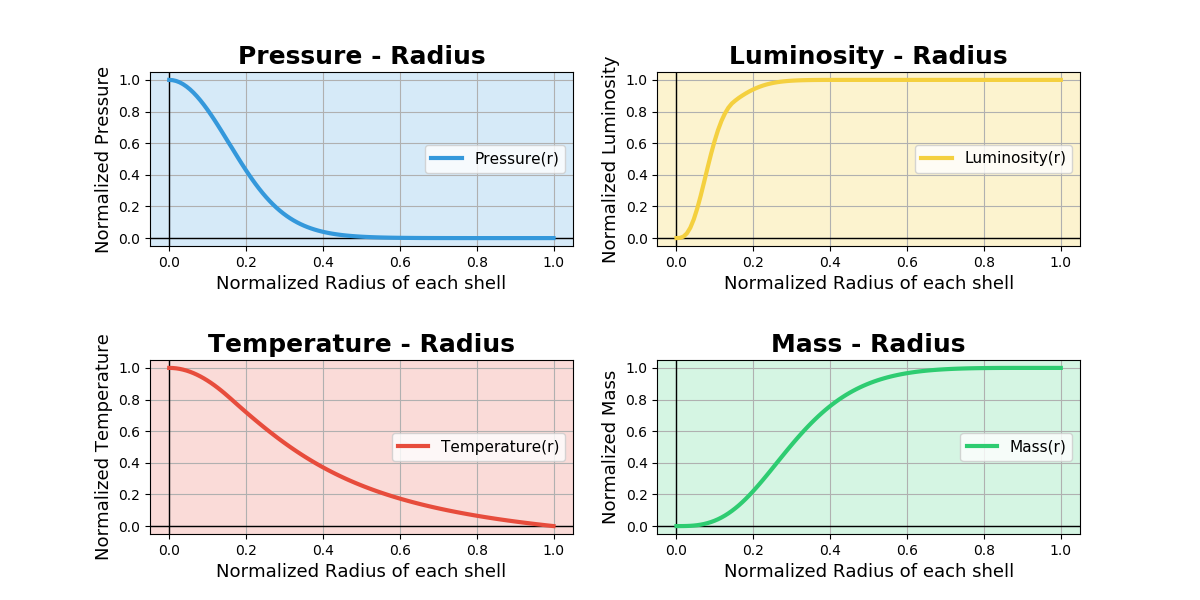 Pressure - Radius
Normalized Pressure
1.0
0.8
0.6
0.4
0.2
0.0
Pressure(r)
0.0 0.2 0.4 0.6 0.8 1.0
Normalized Radius of each shell
Luminosity - Radius
Normalized Luminosity
1.0
0.8
0.6
0.4
0.2
0.0
Luminosity(r)
0.0 0.2 0.4 0.6 0.8 1.0
Normalized Radius of each shell
Temperature - Radius
Normalized Temperature
1.0
0.8
0.6
0.4
0.2
0.0
Temperature(r)
0.0 0.2 0.4 0.6 0.8 1.0
Normalized Radius of each shell
Mass - Radius
Normalized Mass
1.0
0.8
0.6
0.4
0.2
0.0
Mass(r)
0.0 0.2 0.4 0.6 0.8 1.0
Normalized Radius of each shell